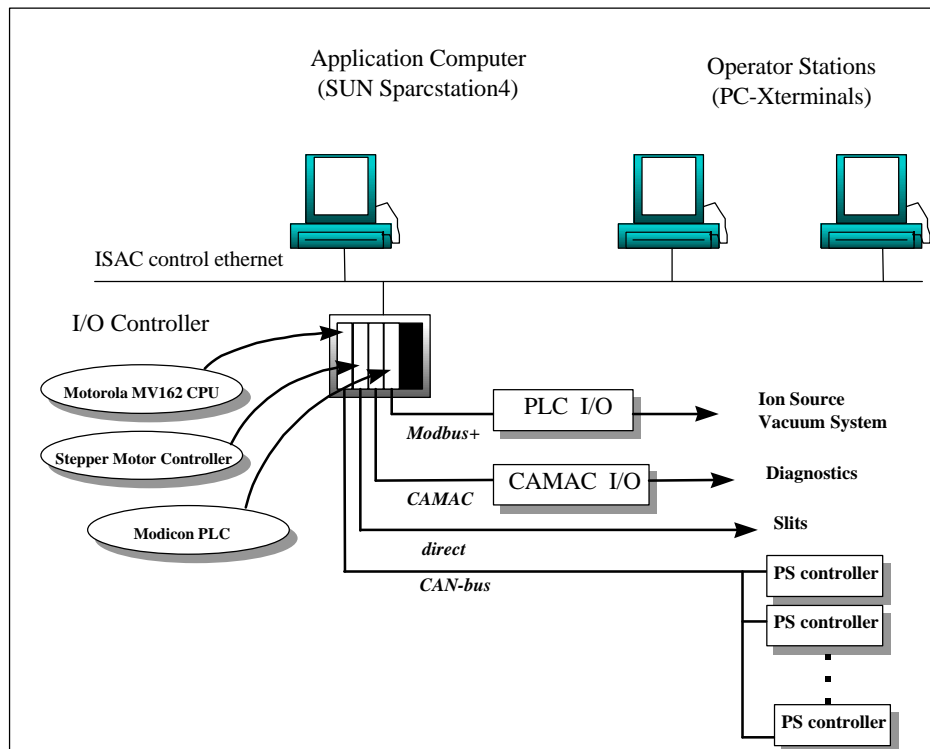 Application Computer
(SUN Sparcstation4)
Operator Stations
(PC-Xterminals)
ISAC control ethernet
I/O Controller
Motorola MV162 CPU
Stepper Motor Controller
Modicon PLC
PLC I/O
Modbus+
Ion Source
Vacuum System
CAMAC I/O
CAMAC
Diagnostics
direct
Slits
CAN-bus
PS controller
PS controller
PS controller